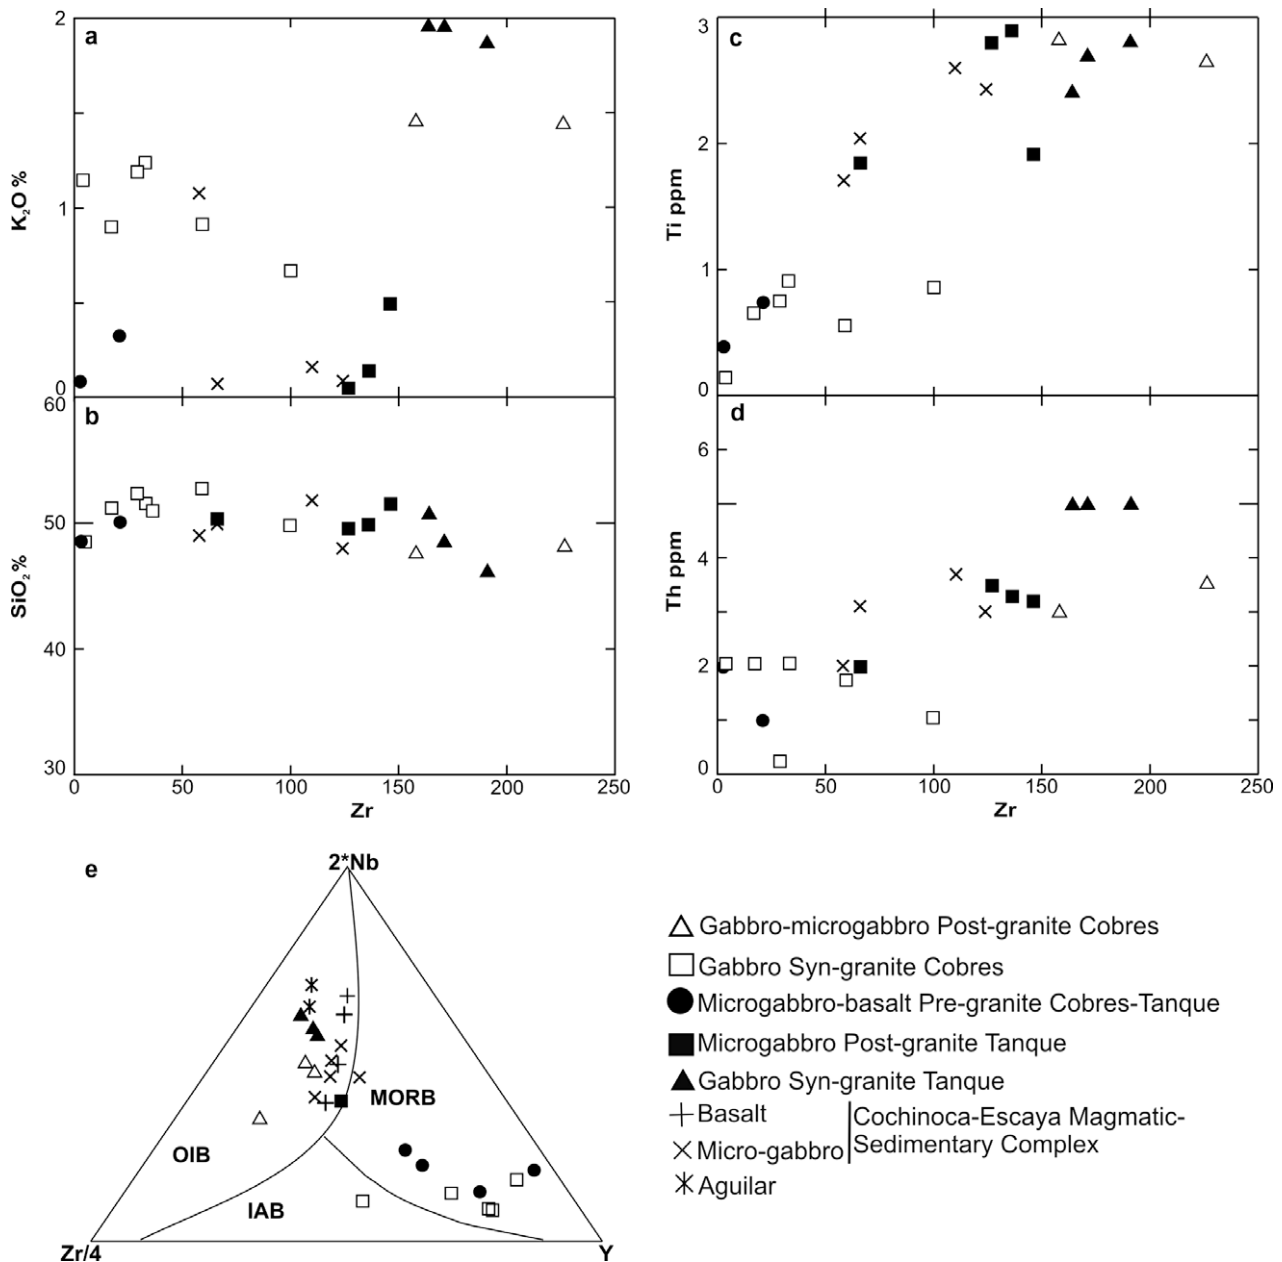 a
2
1
0
K2O %
b
60
50
40
30
SiO2 %
0
50
100
150
200
250
Zr
c
3
2
1
0
Ti ppm
d
6
4
2
0
Th ppm
0
50
100
150
200
250
Zr
e
2*Nb
MORB
OIB
IAB
Zr/4
Y
Gabbro-microgabbro Post-granite Cobres
Gabbro Syn-granite Cobres
Microgabbro-basalt Pre-granite Cobres-Tanque
Microgabbro Post-granite Tanque
Gabbro Syn-granite Tanque
Basalt
Micro-gabbro
Cochinoca-Escaya Magmatic-
Sedimentary Complex
Aguilar